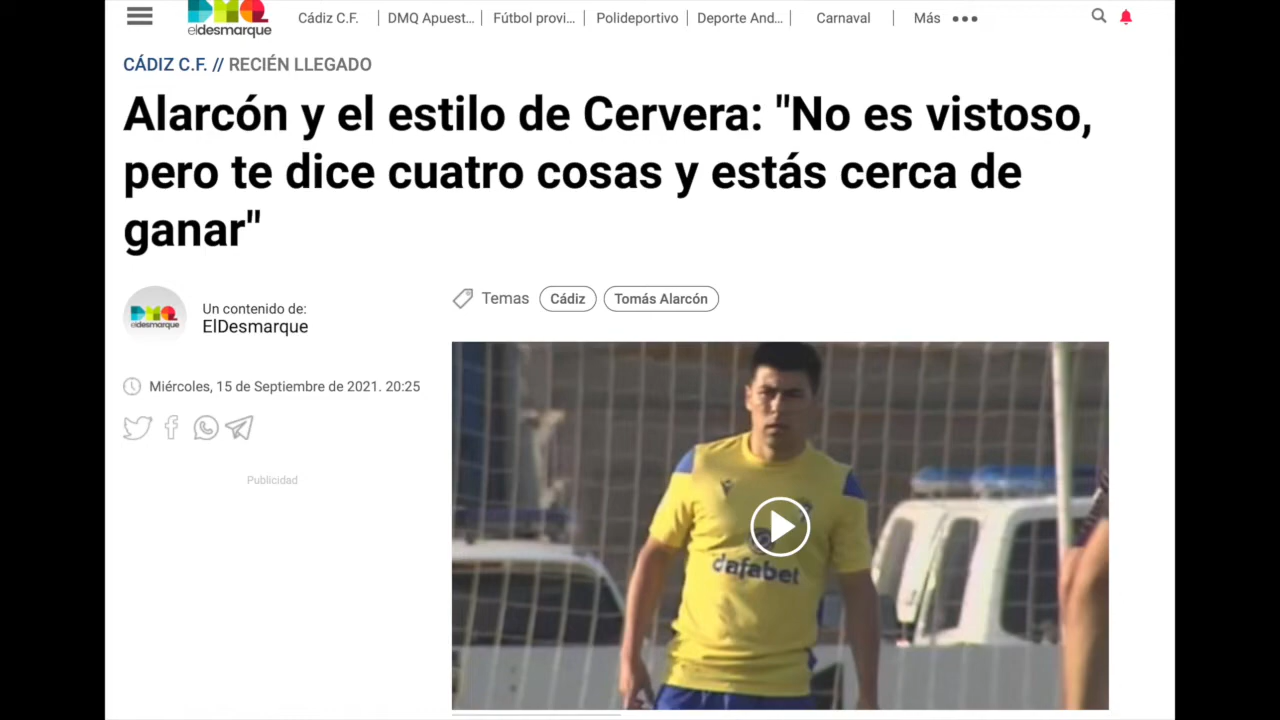 DMQ
eldesmarque
Cádiz C.F.
DMQ Apuest...
Fútbol provi...
Polideportivo
Deporte And...
Carnaval
Más
CÁDIZ C.F. // RECIÉN LLEGADO
Alarcón y el estilo de Cervera: "No es vistoso,
pero te dice cuatro cosas y estás cerca de
ganar"
DMQ
eldesmarque
Un contenido de:
ElDesmarque
Temas
Cádiz
Tomás Alarcón
Miércoles, 15 de Septiembre de 2021. 20:25
Publicidad
dafabet